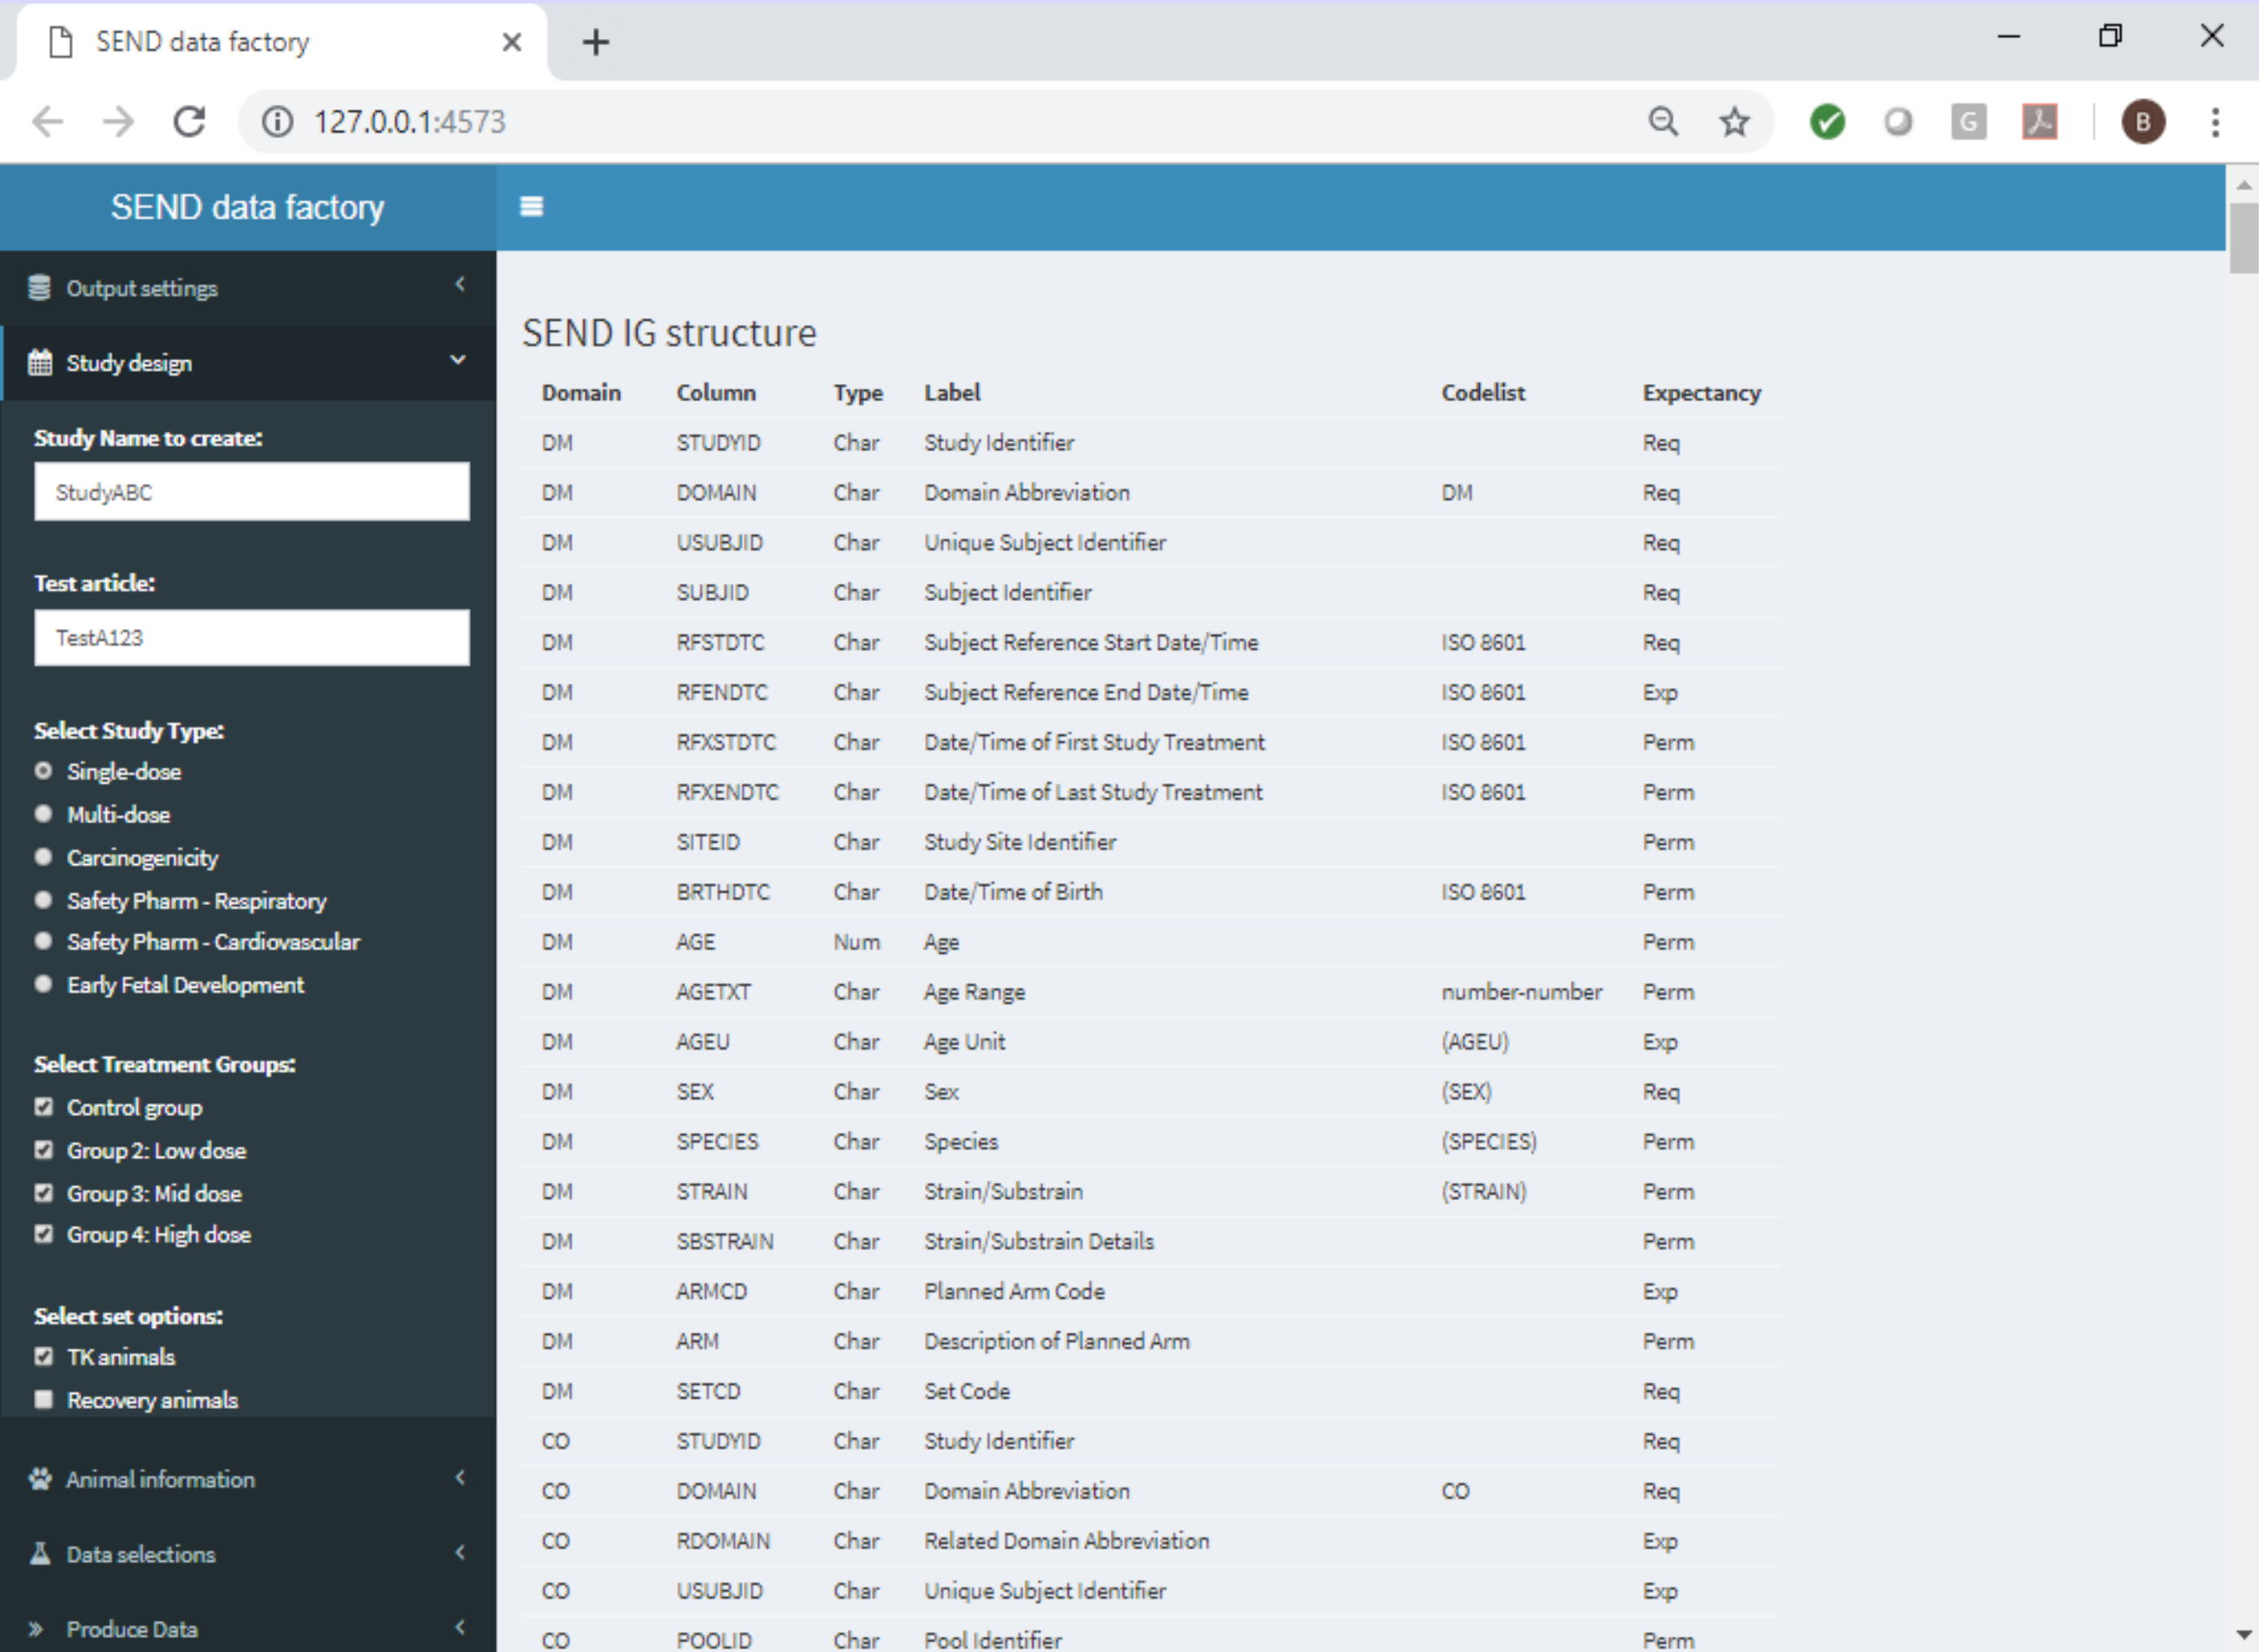 SEND data factory
127.0.0.1:4573
G
B
SEND data factory
Output settings
Study design
Study Name to create:
StudyABC
Test article:
TestA123
Select Study Type:
Single-dose
Multi-dose
Carcinogenicity
Safety Pharm - Respiratory
Safety Pharm - Cardiovascular
Early Fetal Development
Select Treatment Groups:
Control group
Group 2: Low dose
Group 3: Mid dose
Group 4: High dose
Select set options:
TK animals
Recovery animals
Animal information
Data selections
Produce Data
SEND IG structure
Domain Column Type Label Codelist Expectancy
DM STUDYID Char Study Identifier Req
DM DOMAIN Char Domain Abbreviation DM Req
DM USUBJID Char Unique Subject Identifier Req
DM SUBJID Char Subject Identifier Req
DM RFSTDTC Char Subject Reference Start Date/Time ISO 8601 Req
DM RFENDTC Char Subject Reference End Date/Time ISO 8601 Exp
DM RFXSTDTC Char Date/Time of First Study Treatment ISO 8601 Perm
DM RFXENDTC Char Date/Time of Last Study Treatment ISO 8601 Perm
DM SITEID Char Study Site Identifier Perm
DM BRTHDTC Char Date/Time of Birth ISO 8601 Perm
DM AGE Num Age Perm
DM AGETXT Char Age Range number-number Perm
DM AGEU Char Age Unit (AGEU) Exp
DM SEX Char Sex (SEX) Req
DM SPECIES Char Species (SPECIES) Perm
DM STRAIN Char Strain/Substrain (STRAIN) Perm
DM SBSTRAIN Char Strain/Substrain Details Perm
DM ARMCD Char Planned Arm Code Exp
DM ARM Char Description of Planned Arm Perm
DM SETCD Char Set Code Req
CO STUDYID Char Study Identifier Req
CO DOMAIN Char Domain Abbreviation CO Req
CO RDOMAIN Char Related Domain Abbreviation Exp
CO USUBJID Char Unique Subject Identifier Exp
CO POOLID Char Pool Identifier Perm